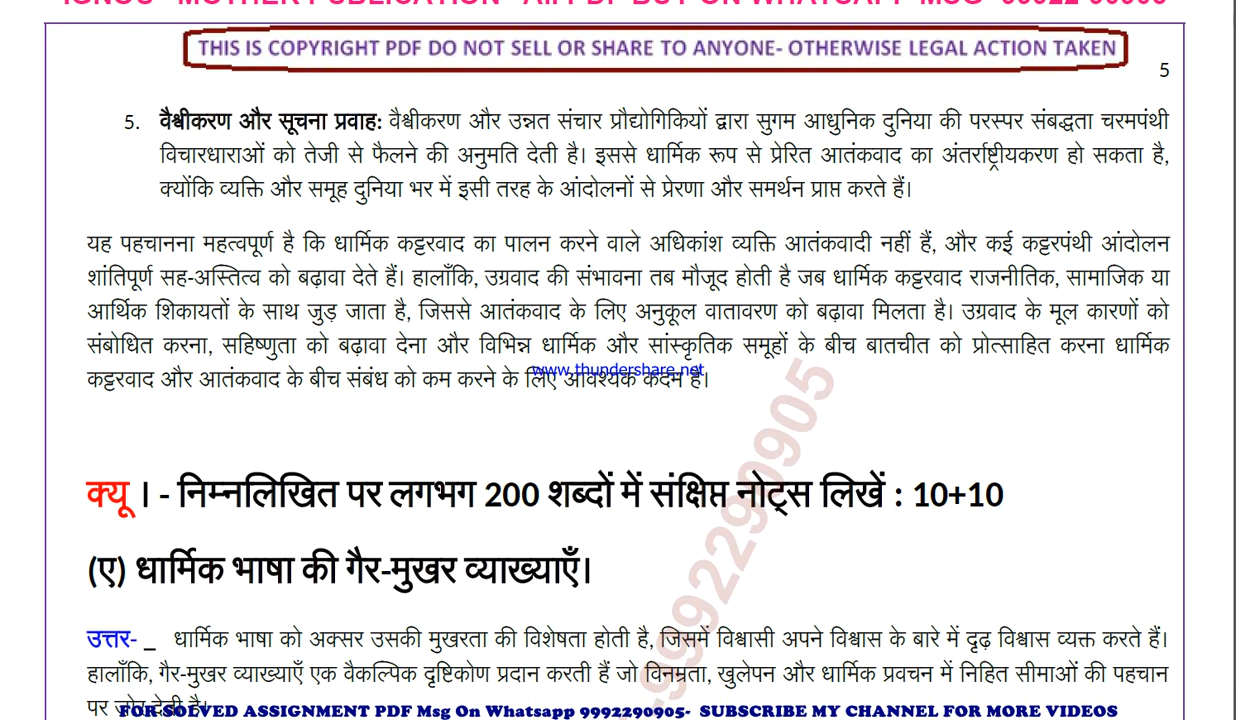 IGNOU MOTHER PUBLICATION - All PDF BUY ON WHATSAPP MSG
THIS IS COPYRIGHT PDF DO NOT SELL OR SHARE TO ANYONE- OTHERWISE LEGAL ACTION TAKEN
5
5. वैश्वीकरण और सूचना प्रवाह: वैश्वीकरण और उन्नत संचार प्रौद्योगिकियों द्वारा सुगम आधुनिक दुनिया की परस्पर संबद्धता चरमपंथी
विचारधाराओं को तेजी से फैलने की अनुमति देती है। इससे धार्मिक रूप से प्रेरित आतंकवाद का अंतर्राष्ट्रीयकरण हो सकता है,
क्योंकि व्यक्ति और समूह दुनिया भर में इसी तरह के आंदोलनों से प्रेरणा और समर्थन प्राप्त करते हैं।
यह पहचानना महत्वपूर्ण है कि धार्मिक कट्टरवाद का पालन करने वाले अधिकांश व्यक्ति आतंकवादी नहीं हैं, और कई कट्टरपंथी आंदोलन
शांतिपूर्ण सह-अस्तित्व को बढ़ावा देते हैं। हालाँकि, उग्रवाद की संभावना तब मौजूद होती है जब धार्मिक कट्टरवाद राजनीतिक, सामाजिक या
आर्थिक शिकायतों के साथ जुड़ जाता है, जिससे आतंकवाद के लिए अनुकूल वातावरण को बढ़ावा मिलता है। उग्रवाद के मूल कारणों को
संबोधित करना, सहिष्णुता को बढ़ावा देना और विभिन्न धार्मिक और सांस्कृतिक समूहों के बीच बातचीत को प्रोत्साहित करना धार्मिक
कट्टरवाद और आतंकवाद के बीच संबंध को कम करने के लिए आवश्यक कदम हैं।
www.thundershare.net
क्यू । - निम्नलिखित पर लगभग 200 शब्दों में संक्षिप्त नोट्स लिखें : 10+10
(ए) धार्मिक भाषा की गैर-मुखर व्याख्याएँ।
उत्तर- _ धार्मिक भाषा को अक्सर उसकी मुखरता की विशेषता होती है, जिसमें विश्वासी अपने विश्वास के बारे में दृढ़ विश्वास व्यक्त करते हैं।
हालाँकि, गैर-मुखर व्याख्याएँ एक वैकल्पिक दृष्टिकोण प्रदान करती हैं जो विनम्रता, खुलेपन और धार्मिक प्रवचन में निहित सीमाओं की पहचान
पर जोर देती है।
FOR SOLVED ASSIGNMENT PDF Msg On Whatsapp 9992290905- SUBSCRIBE MY CHANNEL FOR MORE VIDEOS
-9992290905